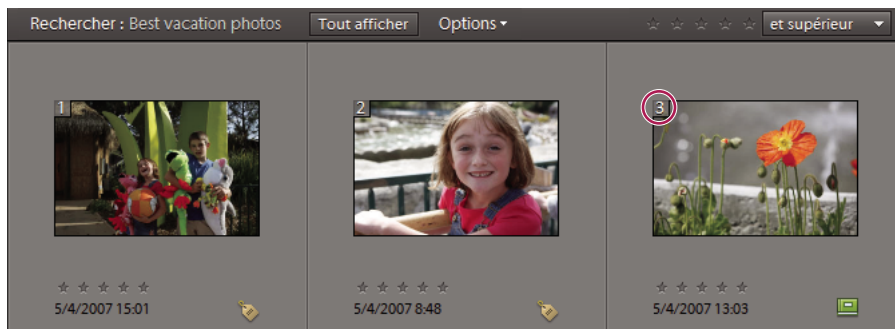 Rechercher : Best vacation photos Tout afficher Options et supérieur
1 2 3
5/4/2007 15:01 5/4/2007 8:48 5/4/2007 13:03